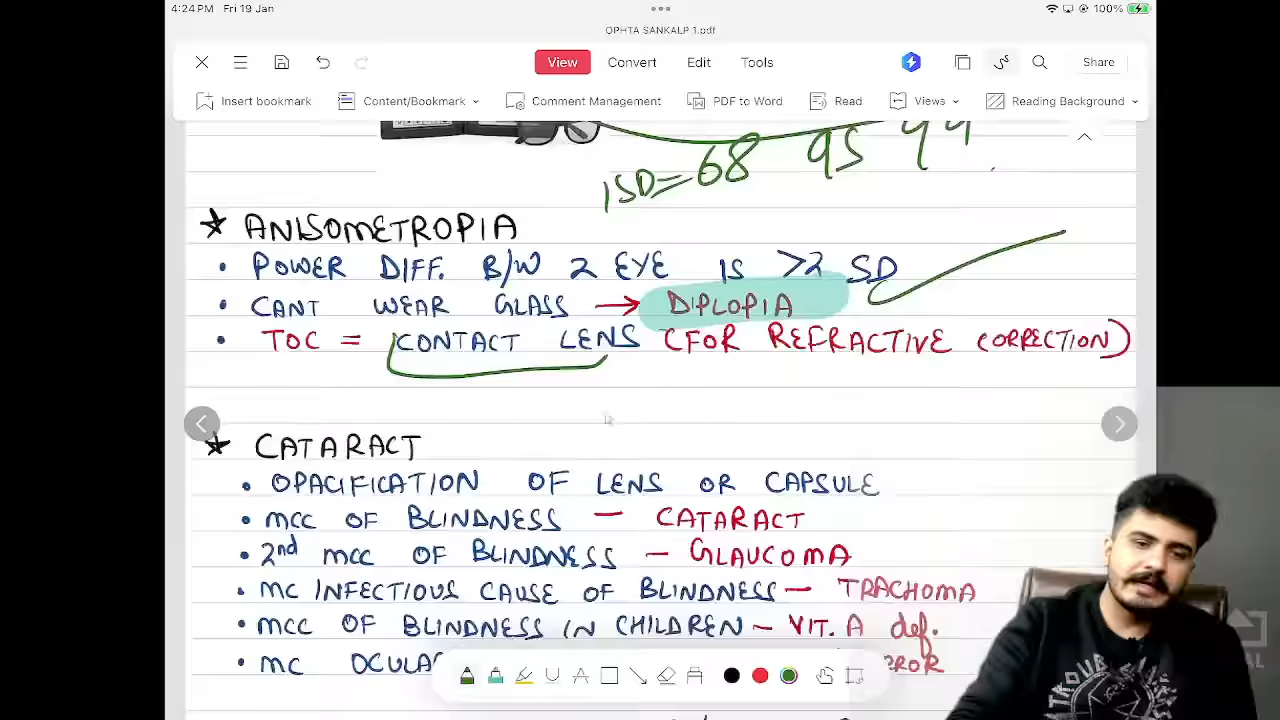 4:24 PM Fri 19 Jan
100%
OPHTA SANKALP 1.pdf
View Convert Edit Tools Share
Insert bookmark Content/Bookmark Comment Management PDF to Word Read Views Reading Background
ISD=68 95 44
★ ANISOMETROPIA
• POWER DIFF. B/W 2 EYE IS >2 SD
• CANT WEAR GLASS → DIPLOPIA
• TOC = CONTACT LENS (FOR REFRACTIVE CORRECTION)
★ CATARACT
• OPACIFICATION OF LENS OR CAPSULE
• MCC OF BLINDNESS — CATARACT
• 2nd MCC OF BLINDNESS — GLAUCOMA
• MC INFECTIOUS CAUSE OF BLINDNESS — TRACHOMA
• MCC OF BLINDNESS IN CHILDREN — VIT. A def.
• MC